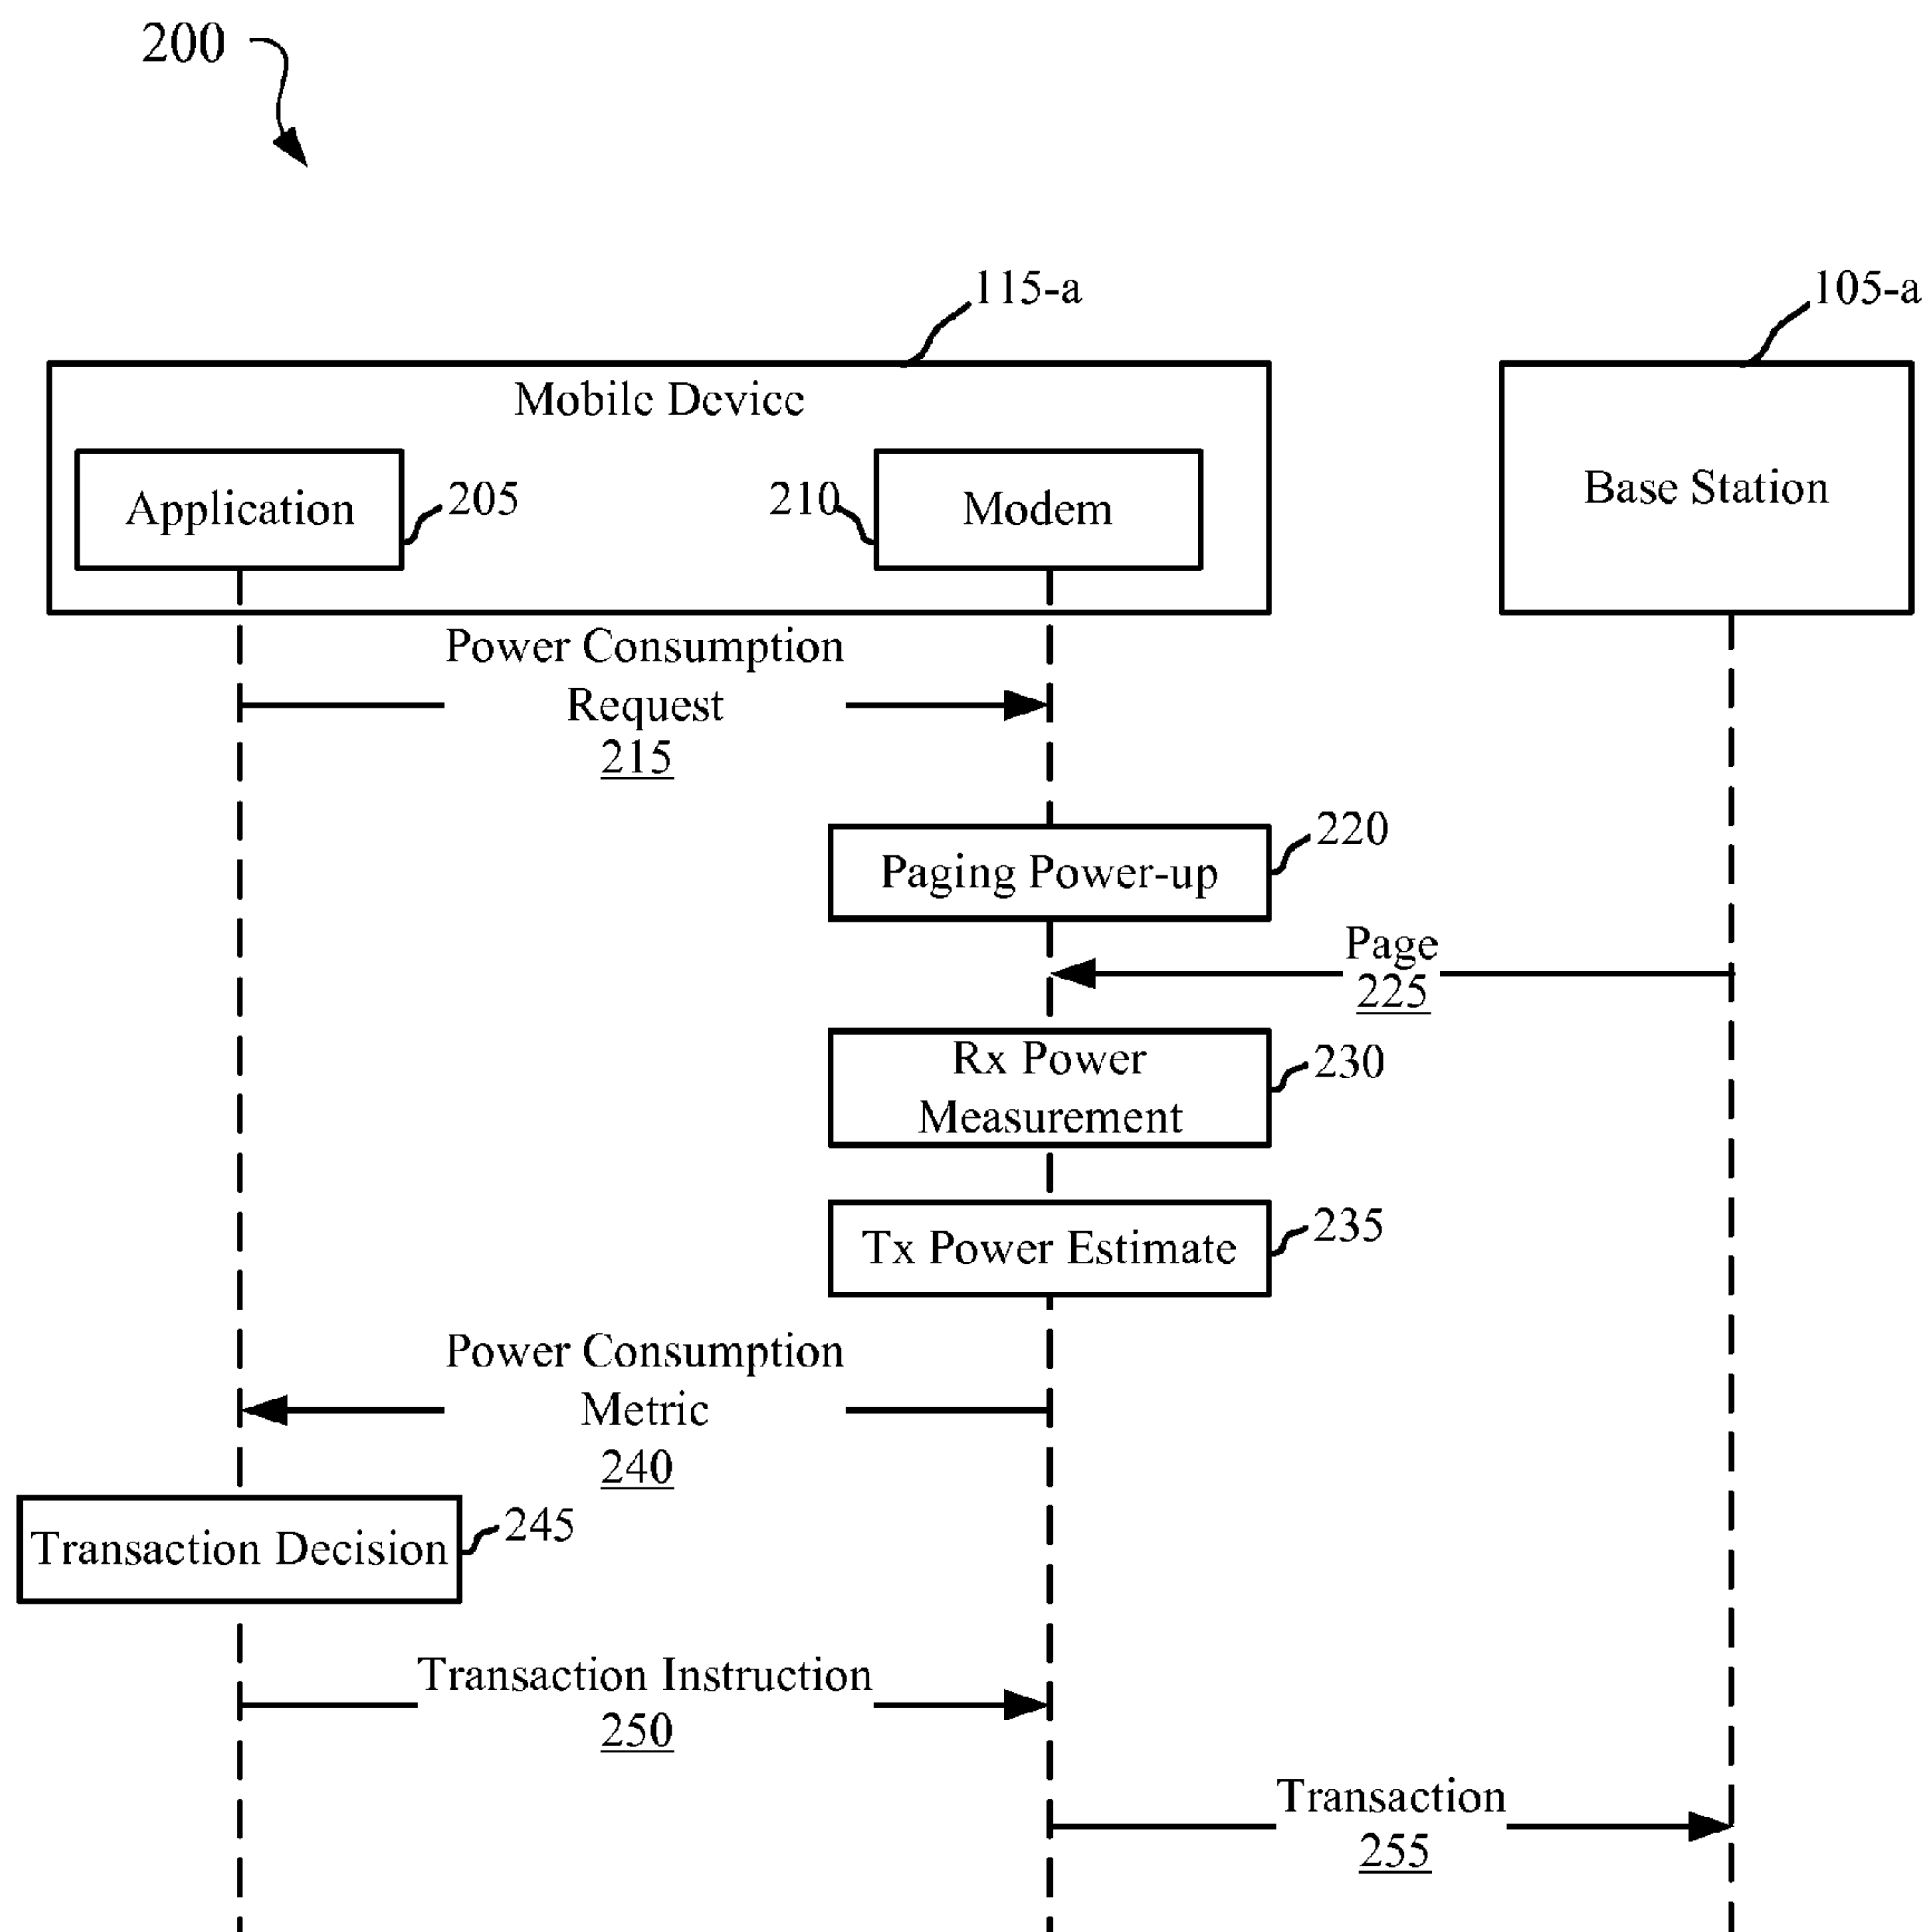 200
115-a
105-a
Mobile Device
Application
205
210
Modem
Base Station
Power Consumption
Request
215
Paging Power-up
220
Page
225
Rx Power
Measurement
230
Tx Power Estimate
235
Power Consumption
Metric
240
Transaction Decision
245
Transaction Instruction
250
Transaction
255